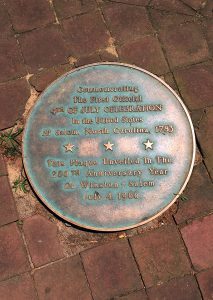 Commemorating
The First Official
4TH OF JULY CELEBRATION
In the United States
At Salem, North Carolina, 1783
This Plaque Unveiled In The
Anniversary Year
Of Winston-Salem
July 4, 1966